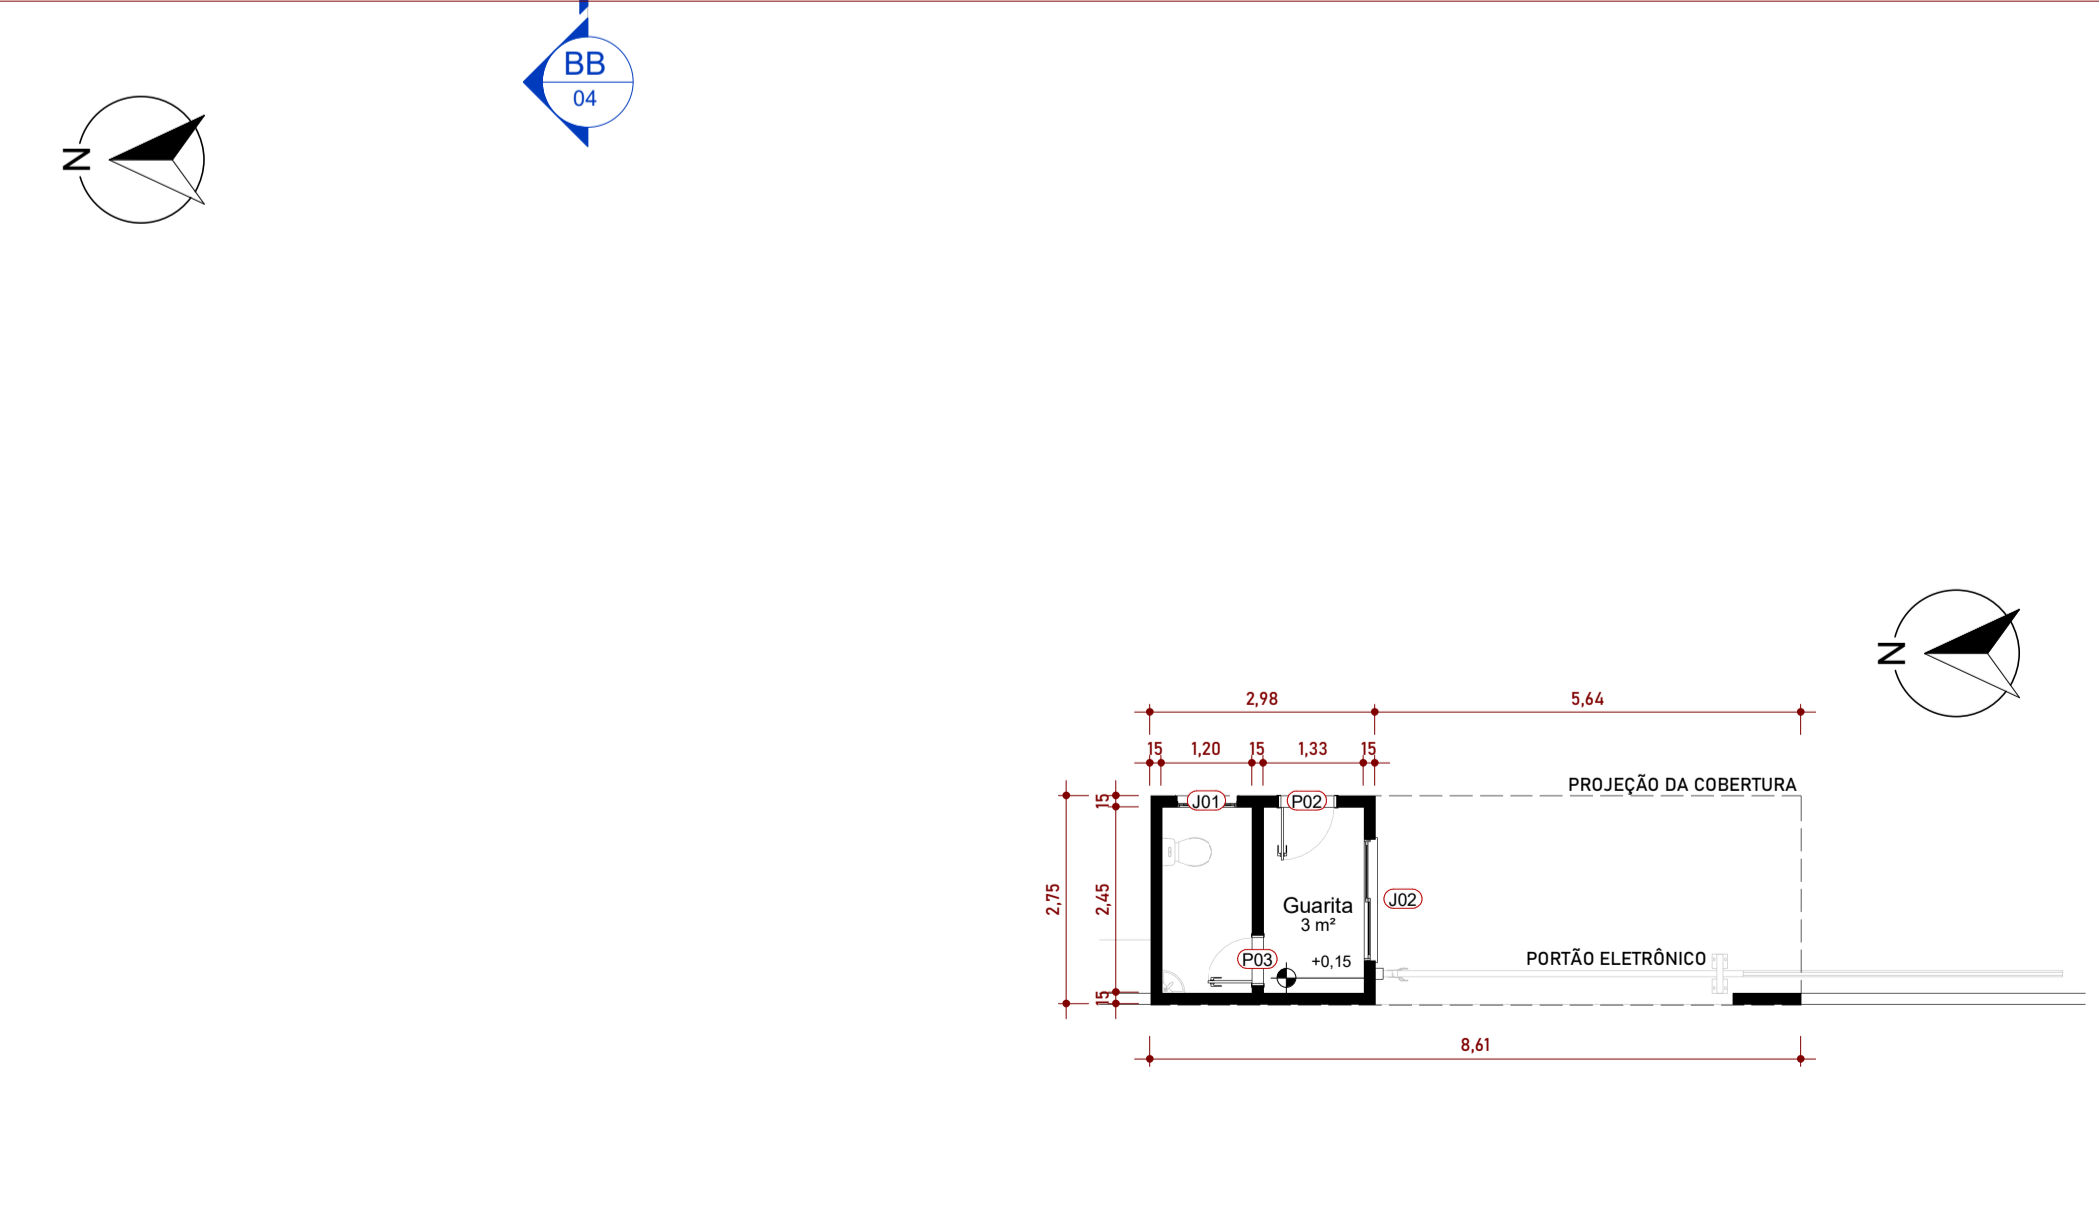 BB
04
N
N
2,98
5,64
15
1,20
15
1,33
15
PROJEÇÃO DA COBERTURA
15
J01
P02
2,75
2,45
J02
Guarita
3 m²
P03
+0,15
PORTÃO ELETRÔNICO
15
8,61